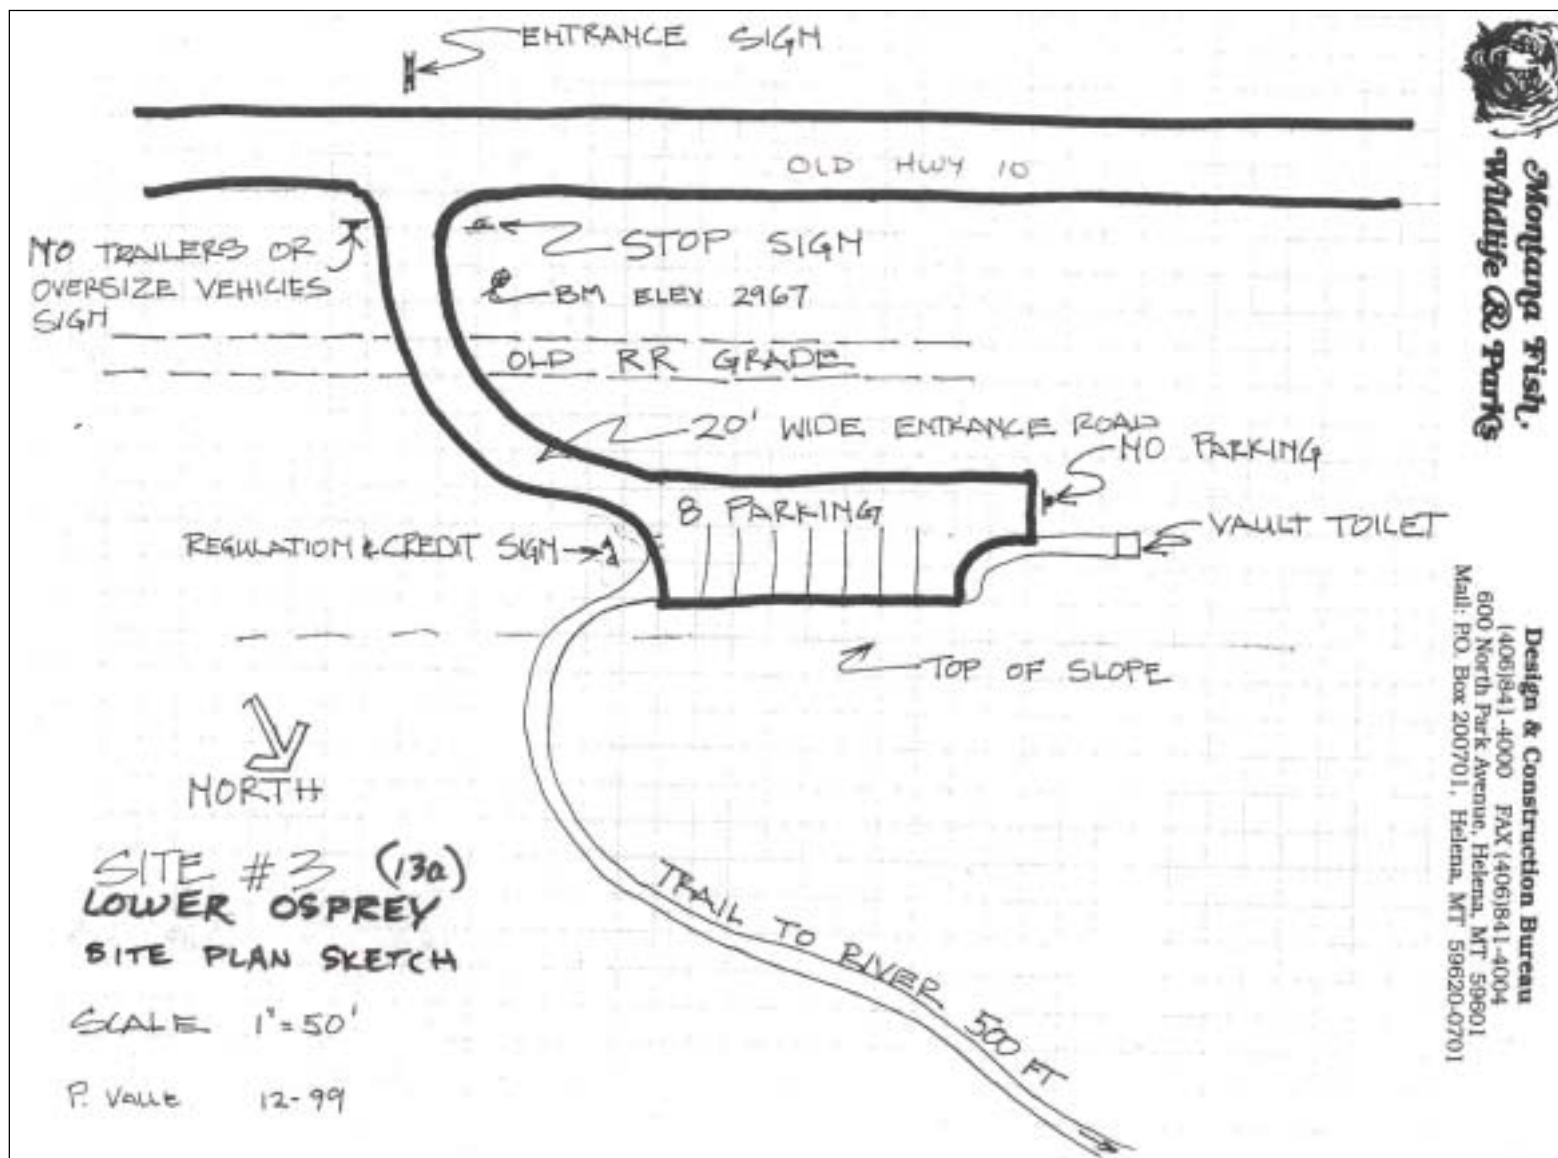 ENTRANCE SIGN
OLD HWY 10
NO TRAILERS OR
OVERSIZE VEHICLES
SIGN
STOP SIGN
BM ELEV 2967
OLD RR GRADE
20' WIDE ENTRANCE ROAD
NO PARKING
8 PARKING
VAULT TOILET
REGULATION & CREDIT SIGN
TOP OF SLOPE
NORTH
TRAIL TO RIVER 500 FT
SITE #3 (13a)
LOWER OSPREY
SITE PLAN SKETCH
SCALE 1"=50'
P. VALLE 12-99
Montana Fish,
Wildlife & Parks
Design & Construction Bureau
(406)841-4000 FAX (406)841-4004
600 North Park Avenue, Helena, MT 59601
Mail: P.O. Box 200701, Helena, MT 59620-0701